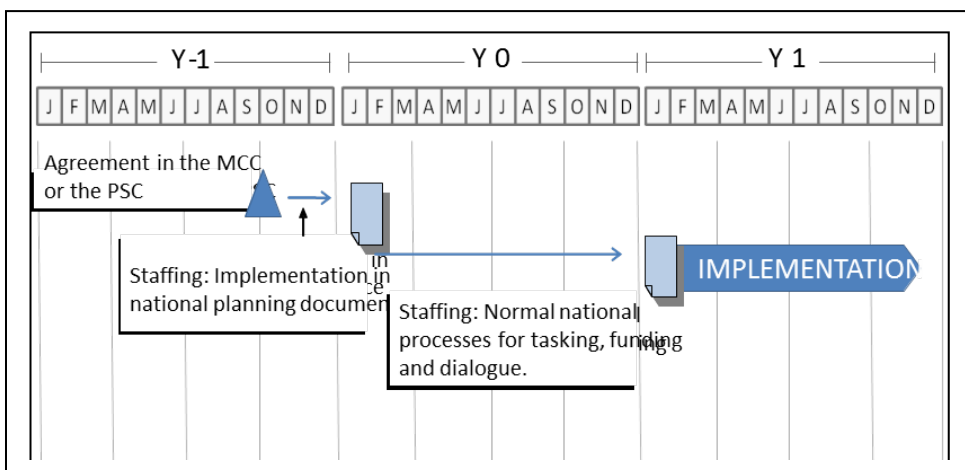 Y-1
Y 0
Y 1
J F M A M J J A S O N D
J F M A M J J A S O N D
J F M A M J J A S O N D
Agreement in the MCC
or the PSC
Staffing: Implementation in
national planning documen
Staffing: Normal national
processes for tasking, funding
and dialogue.
IMPLEMENTATION